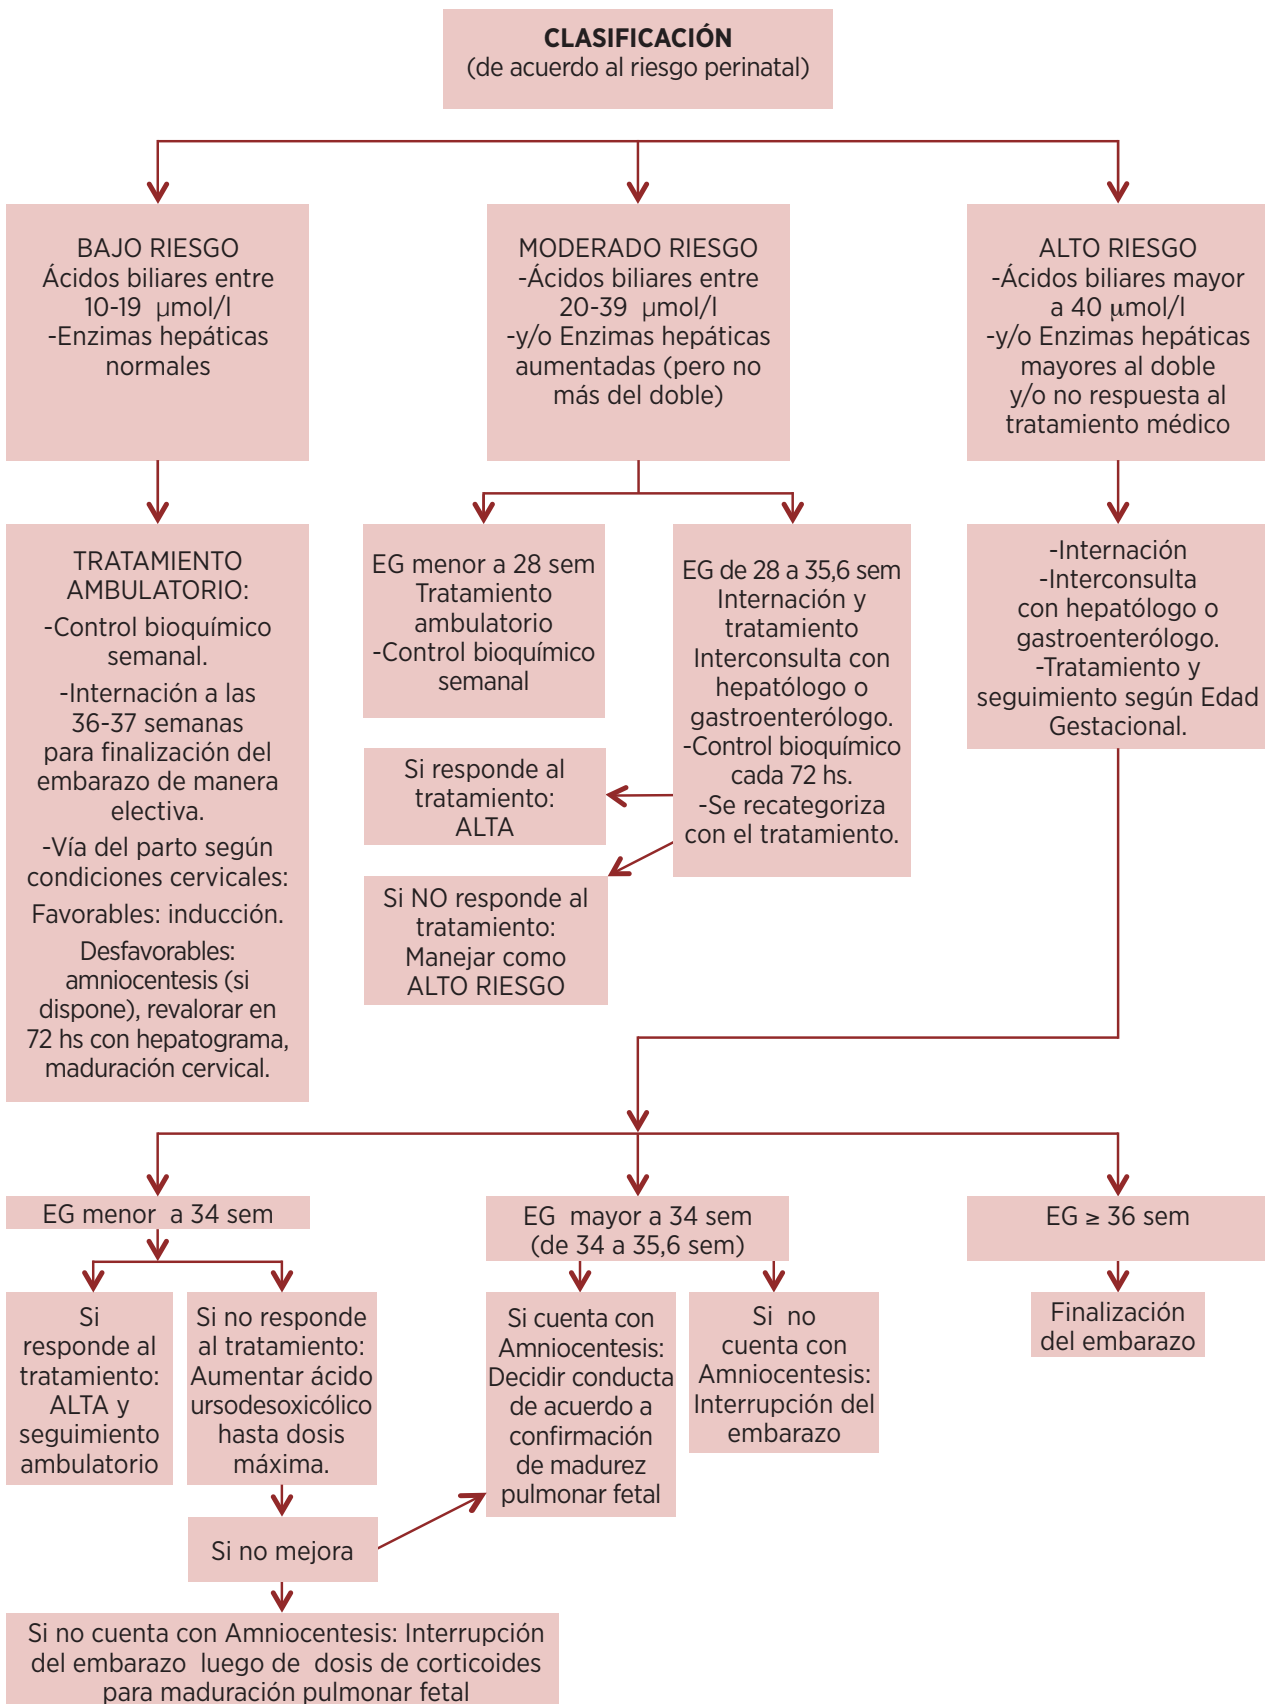 CLASIFICACIÓN
(de acuerdo al riesgo perinatal)
BAJO RIESGO
Ácidos biliares entre
10-19 µmol/l
-Enzimas hepáticas
normales
MODERADO RIESGO
-Ácidos biliares entre
20-39 µmol/l
-y/o Enzimas hepáticas
aumentadas (pero no
más del doble)
ALTO RIESGO
-Ácidos biliares mayor
a 40 µmol/l
-y/o Enzimas hepáticas
mayores al doble
y/o no respuesta al
tratamiento médico
TRATAMIENTO
AMBULATORIO:
-Control bioquímico
semanal.
-Internación a las
36-37 semanas
para finalización del
embarazo de manera
electiva.
-Vía del parto según
condiciones cervicales:
Favorables: inducción.
Desfavorables:
amniocentesis (si
dispone), revalorar en
72 hs con hepatograma,
maduración cervical.
EG menor a 28 sem
Tratamiento
ambulatorio
-Control bioquímico
semanal
EG de 28 a 35,6 sem
Internación y
tratamiento
Interconsulta con
hepatólogo o
gastroenterólogo.
-Control bioquímico
cada 72 hs.
-Se recategoriza
con el tratamiento.
Si responde al
tratamiento:
ALTA
Si NO responde al
tratamiento:
Manejar como
ALTO RIESGO
-Internación
-Interconsulta
con hepatólogo o
gastroenterólogo.
-Tratamiento y
seguimiento según Edad
Gestacional.
EG menor a 34 sem
Si
responde al
tratamiento:
ALTA y
seguimiento
ambulatorio
Si no responde
al tratamiento:
Aumentar ácido
ursodesoxicólico
hasta dosis
máxima.
Si no mejora
Si no cuenta con Amniocentesis: Interrupción
del embarazo luego de dosis de corticoides
para maduración pulmonar fetal
EG mayor a 34 sem
(de 34 a 35,6 sem)
Si cuenta con
Amniocentesis:
Decidir conducta
de acuerdo a
confirmación
de madurez
pulmonar fetal
Si no
cuenta con
Amniocentesis:
Interrupción del
embarazo
EG ≥ 36 sem
Finalización
del embarazo